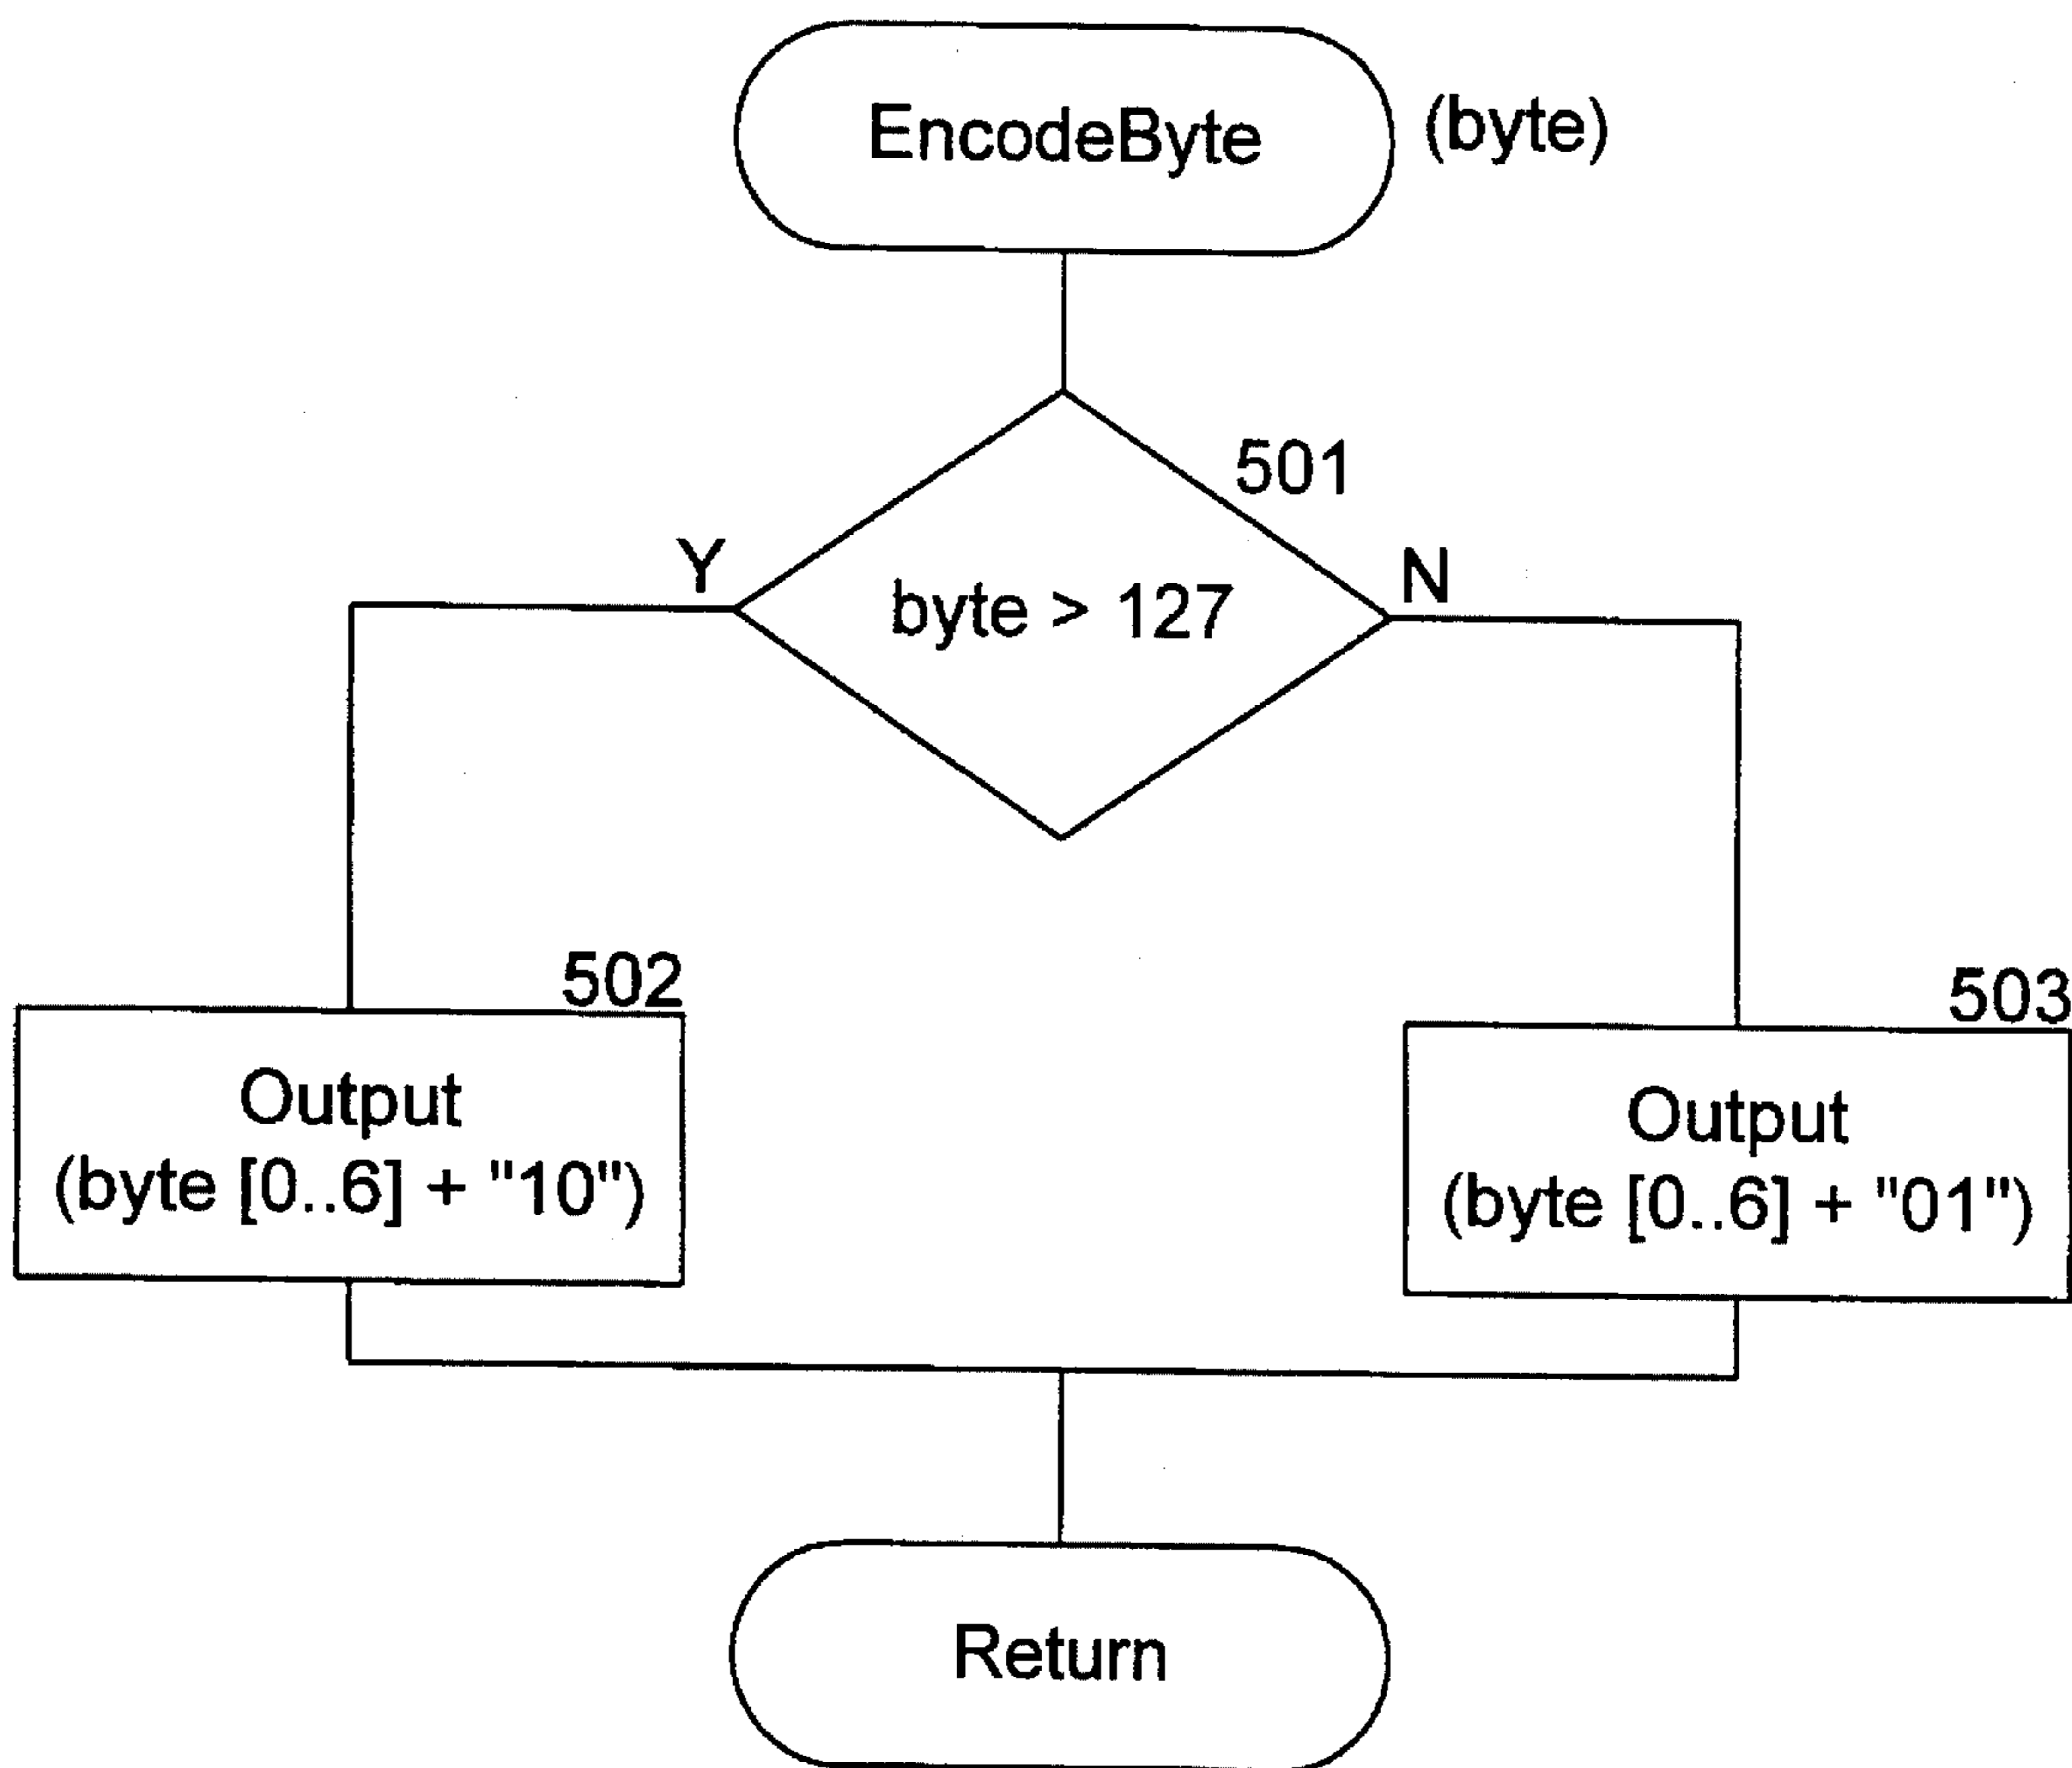 EncodeByte
(byte)
501
Y
byte > 127
N
502
Output
(byte [0..6] + "10")
503
Output
(byte [0..6] + "01")
Return